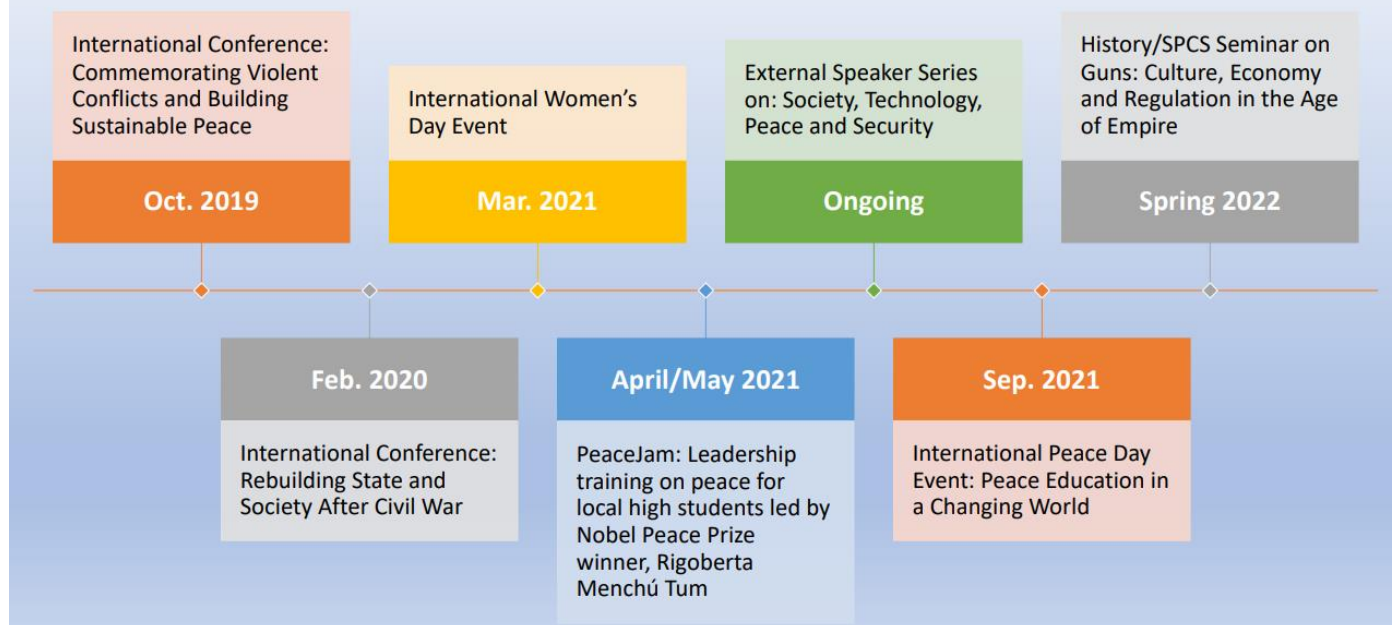 International Conference:
Commemorating Violent
Conflicts and Building
Sustainable Peace
Oct. 2019
Feb. 2020
International Conference:
Rebuilding State and
Society After Civil War
International Women's
Day Event
Mar. 2021
April/May 2021
PeaceJam: Leadership
training on peace for
local high students led by
Nobel Peace Prize
winner, Rigoberta
Menchú Tum
External Speaker Series
on: Society, Technology,
Peace and Security
Ongoing
Sep. 2021
International Peace Day
Event: Peace Education in
a Changing World
History/SPCS Seminar on
Guns: Culture, Economy
and Regulation in the Age
of Empire
Spring 2022